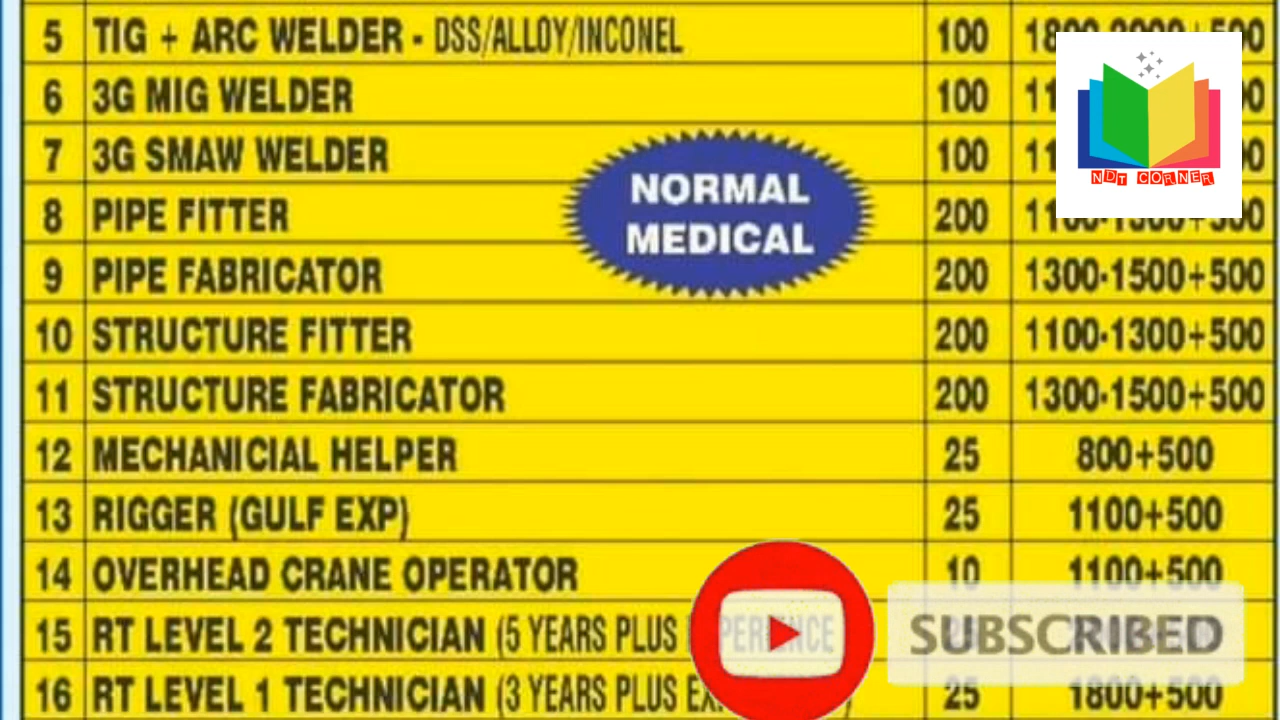 5 TIG + ARC WELDER - DSS/ALLOY/INCONEL 100
6 3G MIG WELDER 100
7 3G SMAW WELDER 100
8 PIPE FITTER 200 1100-1300+500
9 PIPE FABRICATOR 200 1300-1500+500
10 STRUCTURE FITTER 200 1100-1300+500
11 STRUCTURE FABRICATOR 200 1300-1500+500
12 MECHANICIAL HELPER 25 800+500
13 RIGGER (GULF EXP) 25 1100+500
14 OVERHEAD CRANE OPERATOR 10 1100+500
15 RT LEVEL 2 TECHNICIAN (5 YEARS PLUS
16 RT LEVEL 1 TECHNICIAN (3 YEARS PLUS 25 1800+500
NORMAL
MEDICAL
NDT CORNER
SUBSCRIBED